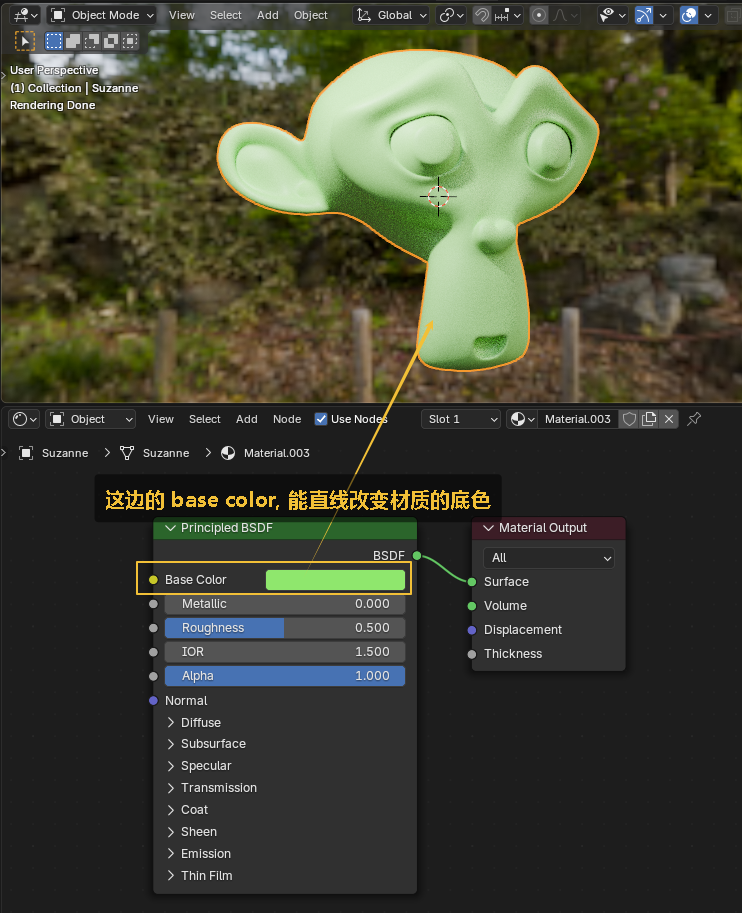 Object Mode View Select Add Object Global
User Perspective
(1) Collection | Suzanne
Rendering Done
Object View Select Add Node Use Nodes Slot 1 Material.003
Suzanne Suzanne Material.003
这边的 base color, 能直线改变材质的底色
Principled BSDF
BSDF
Base Color
Metallic 0.000
Roughness 0.500
IOR 1.500
Alpha 1.000
Normal
Diffuse
Subsurface
Specular
Transmission
Coat
Sheen
Emission
Thin Film
Material Output
All
Surface
Volume
Displacement
Thickness